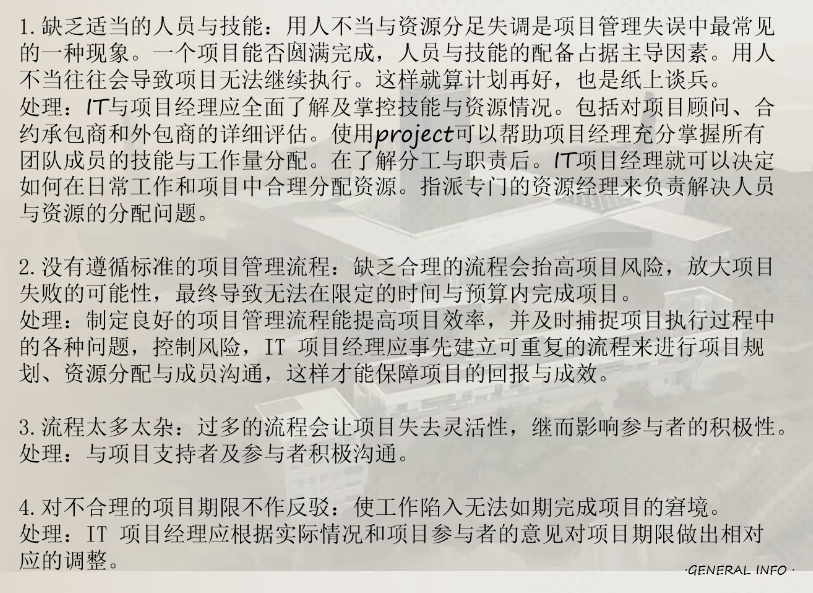 1.缺乏适当的人员与技能：用人不当与资源分足失调是项目管理失误中最常见
的一种现象。一个项目能否圆满完成，人员与技能的配备占据主导因素。用人
不当往往会导致项目无法继续执行。这样就算计划再好，也是纸上谈兵。
处理：IT与项目经理应全面了解及掌控技能与资源情况。包括对项目顾问、合
约承包商和外包商的详细评估。使用project可以帮助项目经理充分掌握所有
团队成员的技能与工作量分配。在了解分工与职责后。IT项目经理就可以决定
如何在日常工作和项目中合理分配资源。指派专门的资源经理来负责解决人员
与资源的分配问题。
2.没有遵循标准的项目管理流程：缺乏合理的流程会抬高项目风险，放大项目
失败的可能性，最终导致无法在限定的时间与预算内完成项目。
处理：制定良好的项目管理流程能提高项目效率，并及时捕捉项目执行过程中
的各种问题，控制风险，IT 项目经理应事先建立可重复的流程来进行项目规
划、资源分配与成员沟通，这样才能保障项目的回报与成效。
3.流程太多太杂：过多的流程会让项目失去灵活性，继而影响参与者的积极性。
处理：与项目支持者及参与者积极沟通。
4.对不合理的项目期限不作反驳：使工作陷入无法如期完成项目的窘境。
处理：IT 项目经理应根据实际情况和项目参与者的意见对项目期限做出相对
应的调整。
·GENERAL INFO ·